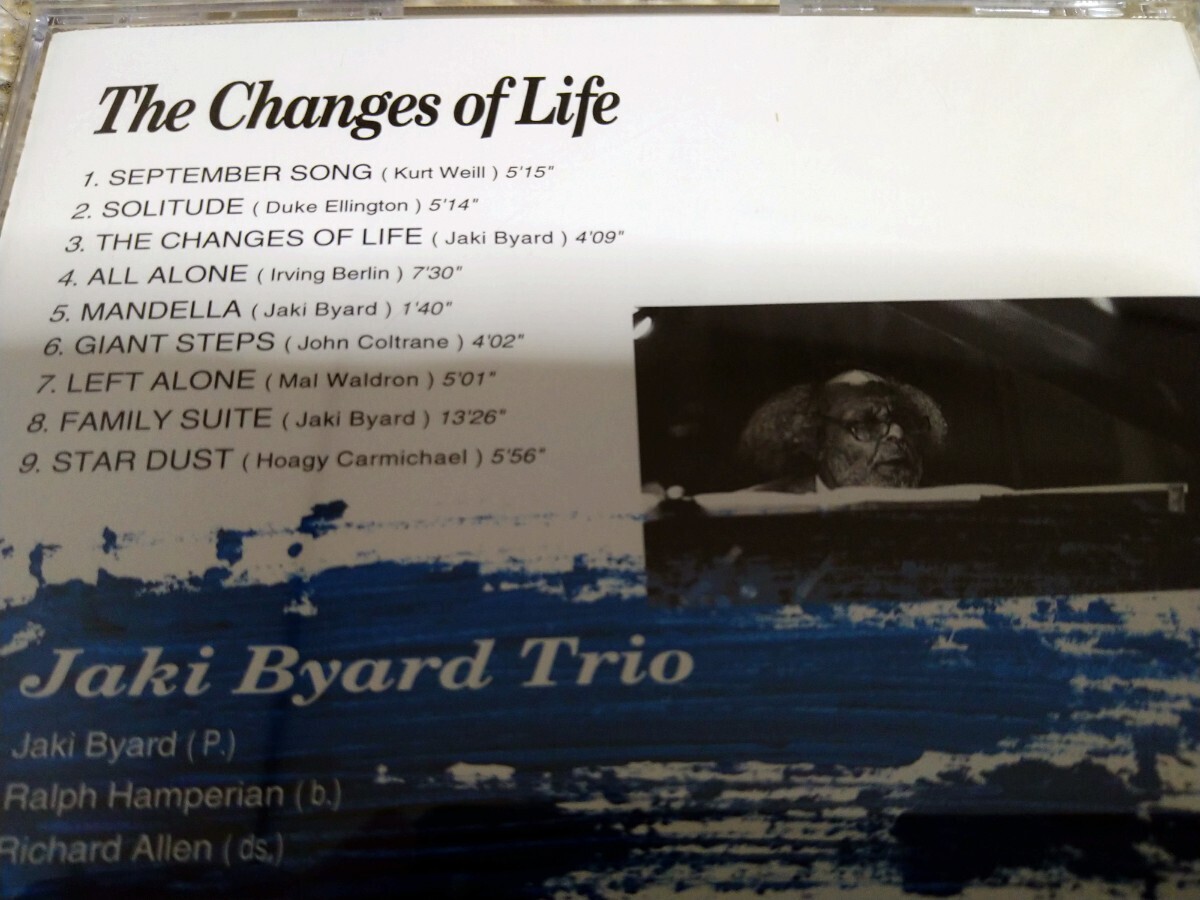 The Changes of Life
1. SEPTEMBER SONG ( Kurt Weill ) 5'15"
2. SOLITUDE ( Duke Ellington ) 5'14"
3. THE CHANGES OF LIFE ( Jaki Byard ) 4'09"
4. ALL ALONE ( Irving Berlin ) 7'30"
5. MANDELLA ( Jaki Byard ) 1'40"
6. GIANT STEPS ( John Coltrane ) 4'02"
7. LEFT ALONE ( Mal Waldron ) 5'01"
8. FAMILY SUITE ( Jaki Byard ) 13'26"
9. STAR DUST ( Hoagy Carmichael ) 5'56"
Jaki Byard Trio
Jaki Byard ( P.)
Ralph Hamperian ( b.)
Richard Allen ( ds.)